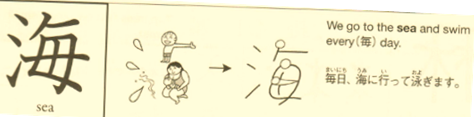 海
sea
We go to the sea and swim
every(毎) day.
まいにち うみ い およ
毎日、海に行って泳ぎます。